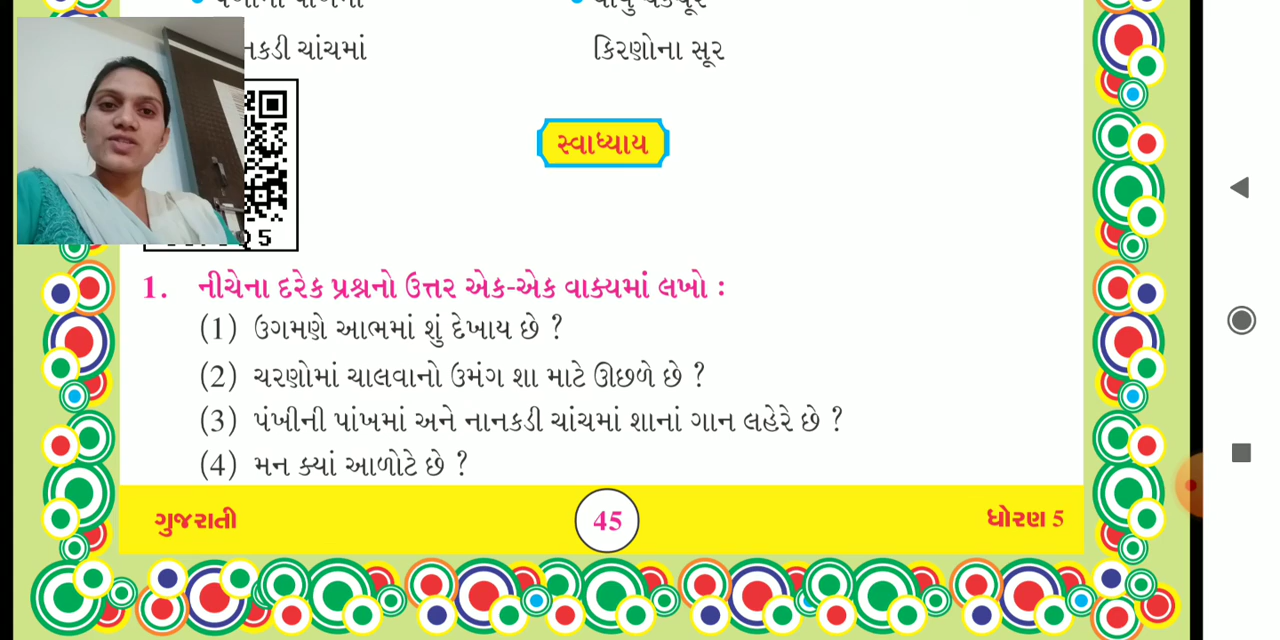 નકડી ચાંચમાં
કિરણોના સૂર
સ્વાધ્યાય
1. નીચેના દરેક પ્રશ્નનો ઉત્તર એક-એક વાક્યમાં લખો :
(1) ઉગમણે આભમાં શું દેખાય છે ?
(2) ચરણોમાં ચાલવાનો ઉમંગ શા માટે ઊછળે છે ?
(3) પંખીની પાંખમાં અને નાનકડી ચાંચમાં શાનાં ગાન લહેરે છે ?
(4) મન ક્યાં આળોટે છે ?
ગુજરાતી
45
ધોરણ 5